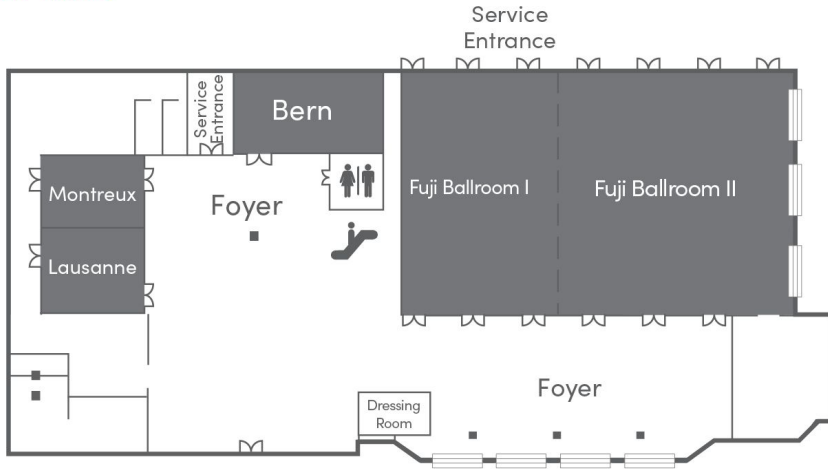 Service
Entrance
Service
Entrance
Bern
Montreux
Foyer
Fuji Ballroom I
Fuji Ballroom II
Lausanne
Foyer
Dressing
Room